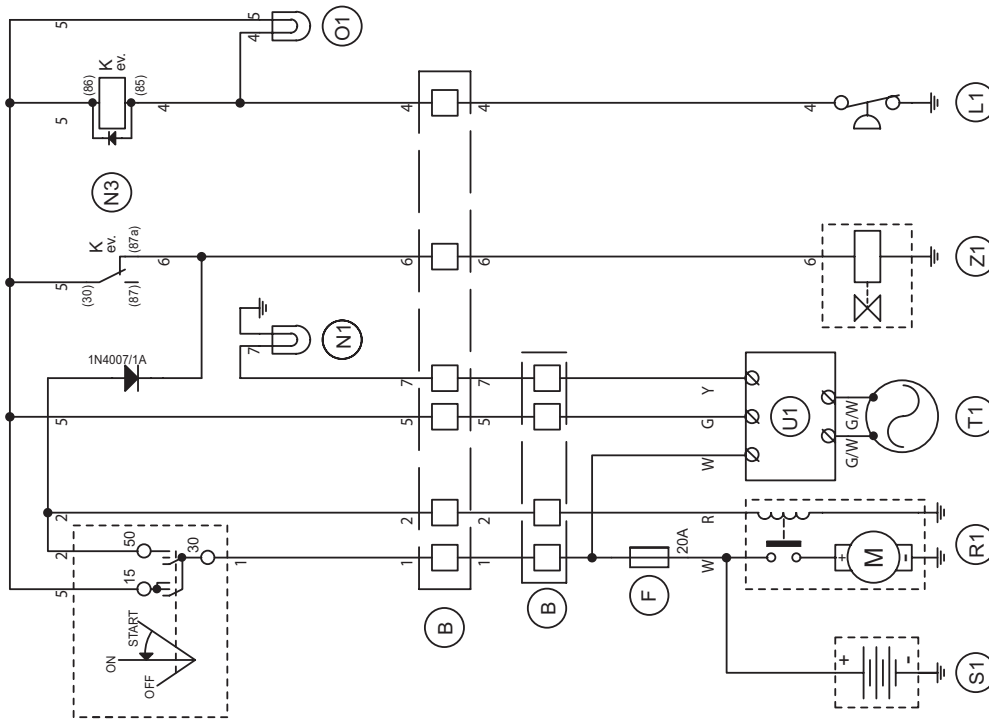 5
5
4
O1
K
ev.
(86)
(85)
5
4
4
4
4
L1
N3
K
ev.
5
(30)
(87a)
(87)
6
6
6
6
Z1
1N4007/1A
7
N1
7
7
Y
5
5
5
G
W
U1
G/W
G/W
T1
2
2
2
2
R
50
15
30
5
1
1
1
START
ON
OFF
B
B
F
20A
W
+
M
-
R1
+
-
S1